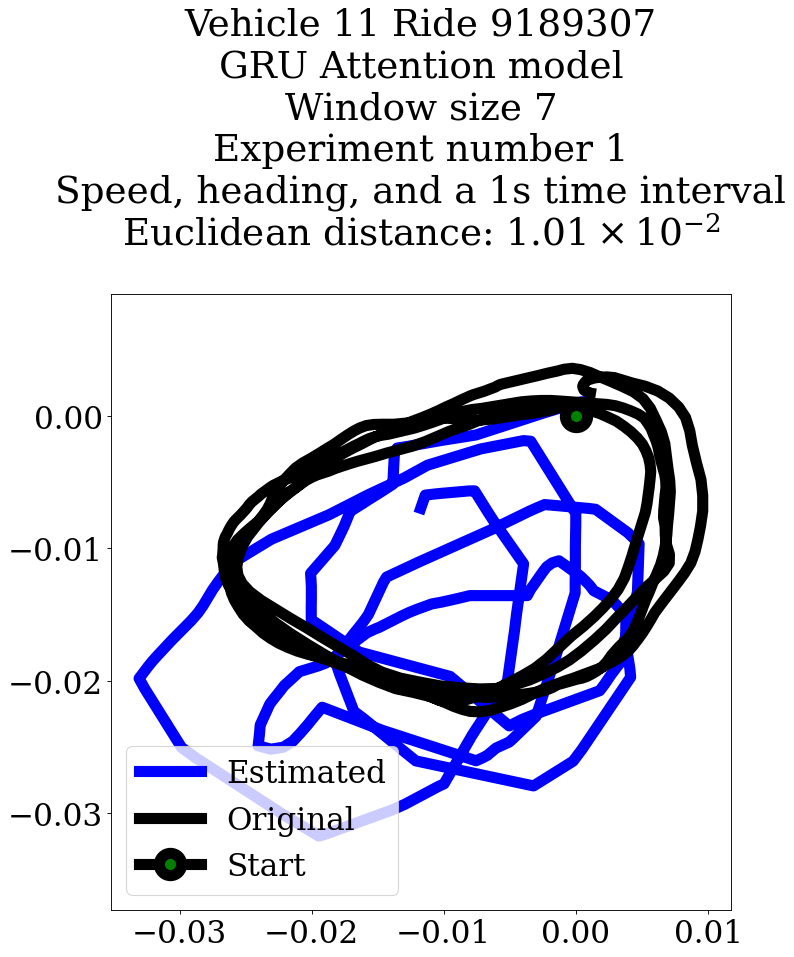 Vehicle 11 Ride 9189307
GRU Attention model
Window size 7
Experiment number 1
Speed, heading, and a 1s time interval
Euclidean distance: 1.01 × 10⁻²
0.00
−0.01
−0.02
−0.03
Estimated
Original
Start
−0.03 −0.02 −0.01 0.00 0.01